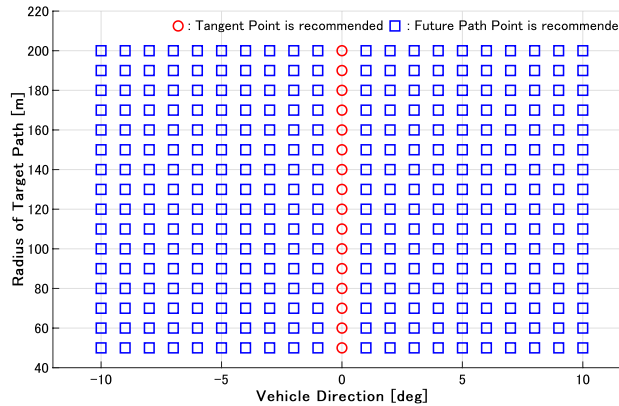 : Tangent Point is recommended : Future Path Point is recommende
220
200
180
160
140
120
100
80
60
40
Radius of Target Path [m]
-10 -5 0 5 10
Vehicle Direction [deg]